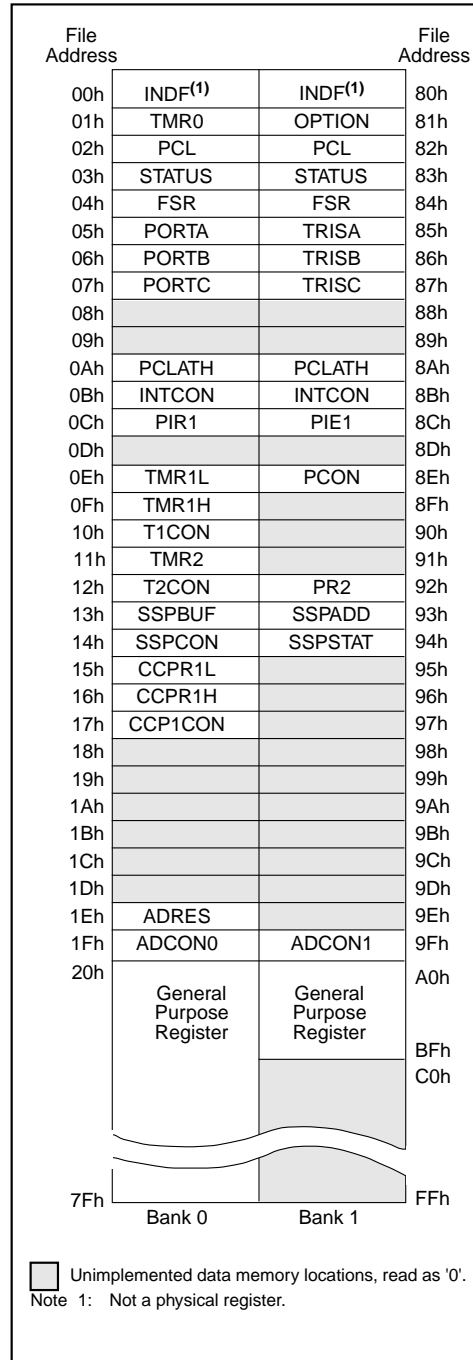 File Address File Address
00h INDF(1) INDF(1) 80h
01h TMR0 OPTION 81h
02h PCL PCL 82h
03h STATUS STATUS 83h
04h FSR FSR 84h
05h PORTA TRISA 85h
06h PORTB TRISB 86h
07h PORTC TRISC 87h
08h 88h
09h 89h
0Ah PCLATH PCLATH 8Ah
0Bh INTCON INTCON 8Bh
0Ch PIR1 PIE1 8Ch
0Dh 8Dh
0Eh TMR1L PCON 8Eh
0Fh TMR1H 8Fh
10h T1CON 90h
11h TMR2 91h
12h T2CON PR2 92h
13h SSPBUF SSPADD 93h
14h SSPCON SSPSTAT 94h
15h CCPR1L 95h
16h CCPR1H 96h
17h CCP1CON 97h
18h 98h
19h 99h
1Ah 9Ah
1Bh 9Bh
1Ch 9Ch
1Dh 9Dh
1Eh ADRES 9Eh
1Fh ADCON0 ADCON1 9Fh
20h A0h
General General
Purpose Purpose
Register Register
BFh
C0h
7Fh FFh
Bank 0 Bank 1
Unimplemented data memory locations, read as '0'.
Note 1: Not a physical register.